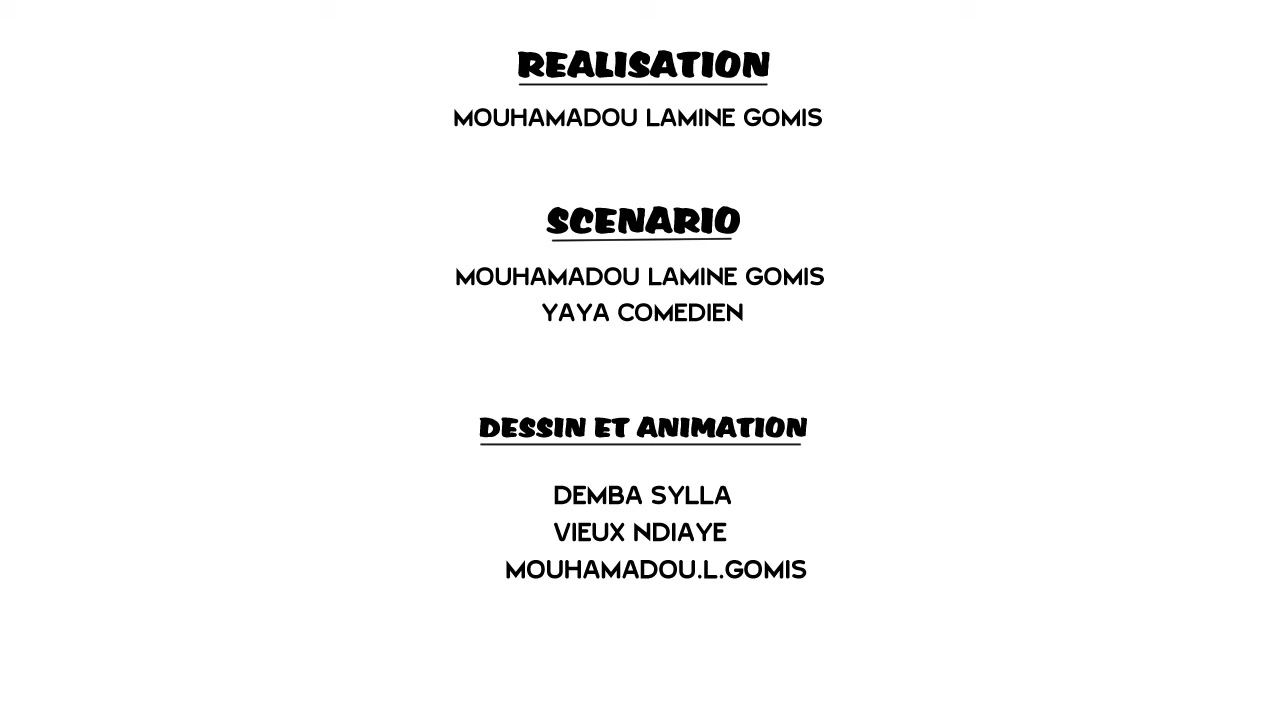 REALISATION
MOUHAMADOU LAMINE GOMIS
SCENARIO
MOUHAMADOU LAMINE GOMIS
YAYA COMEDIEN
DESSIN ET ANIMATION
DEMBA SYLLA
VIEUX NDIAYE
MOUHAMADOU.L.GOMIS